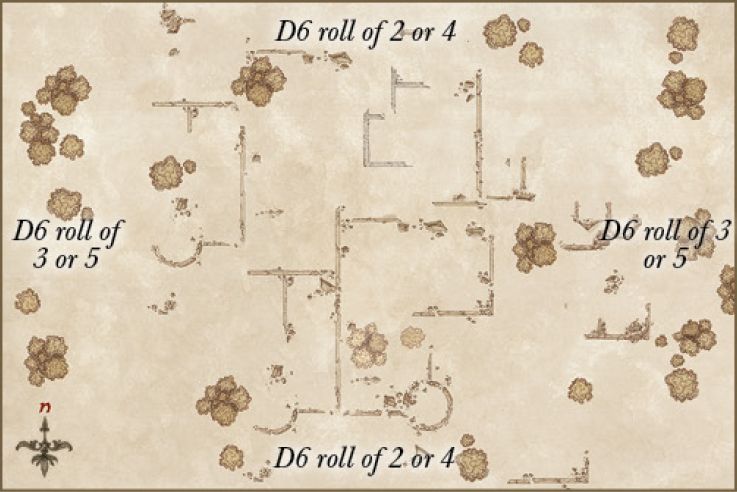 D6 roll of 2 or 4
D6 roll of
3 or 5
D6 roll of 3
or 5
n
D6 roll of 2 or 4